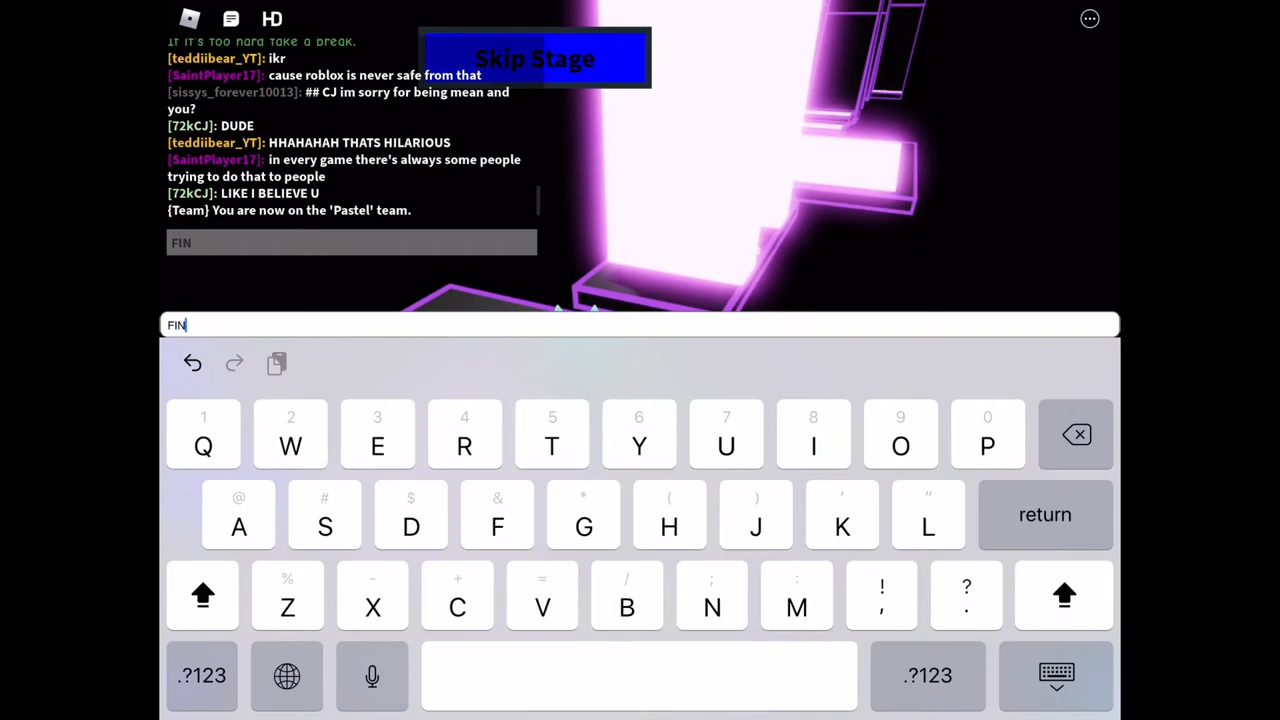 HD
If it's too hard take a break.
Skip Stage
[teddiibear_YT]: ikr
[SaintPlayer17]: cause roblox is never safe from that
[sissys_forever10013]: ## CJ im sorry for being mean and
you?
[72kCJ]: DUDE
[teddiibear_YT]: HHAHAHAH THATS HILARIOUS
[SaintPlayer17]: in every game there's always some people
trying to do that to people
[72kCJ]: LIKE I BELIEVE U
{Team} You are now on the 'Pastel' team.
FIN
FIN
1 2 3 4 5 6 7 8 9 0
Q W E R T Y U I O P
@ # $ & * ( ) ' "
A S D F G H J K L return
% - + = / ; : ! ?
Z X C V B N M , .
.?123 .?123